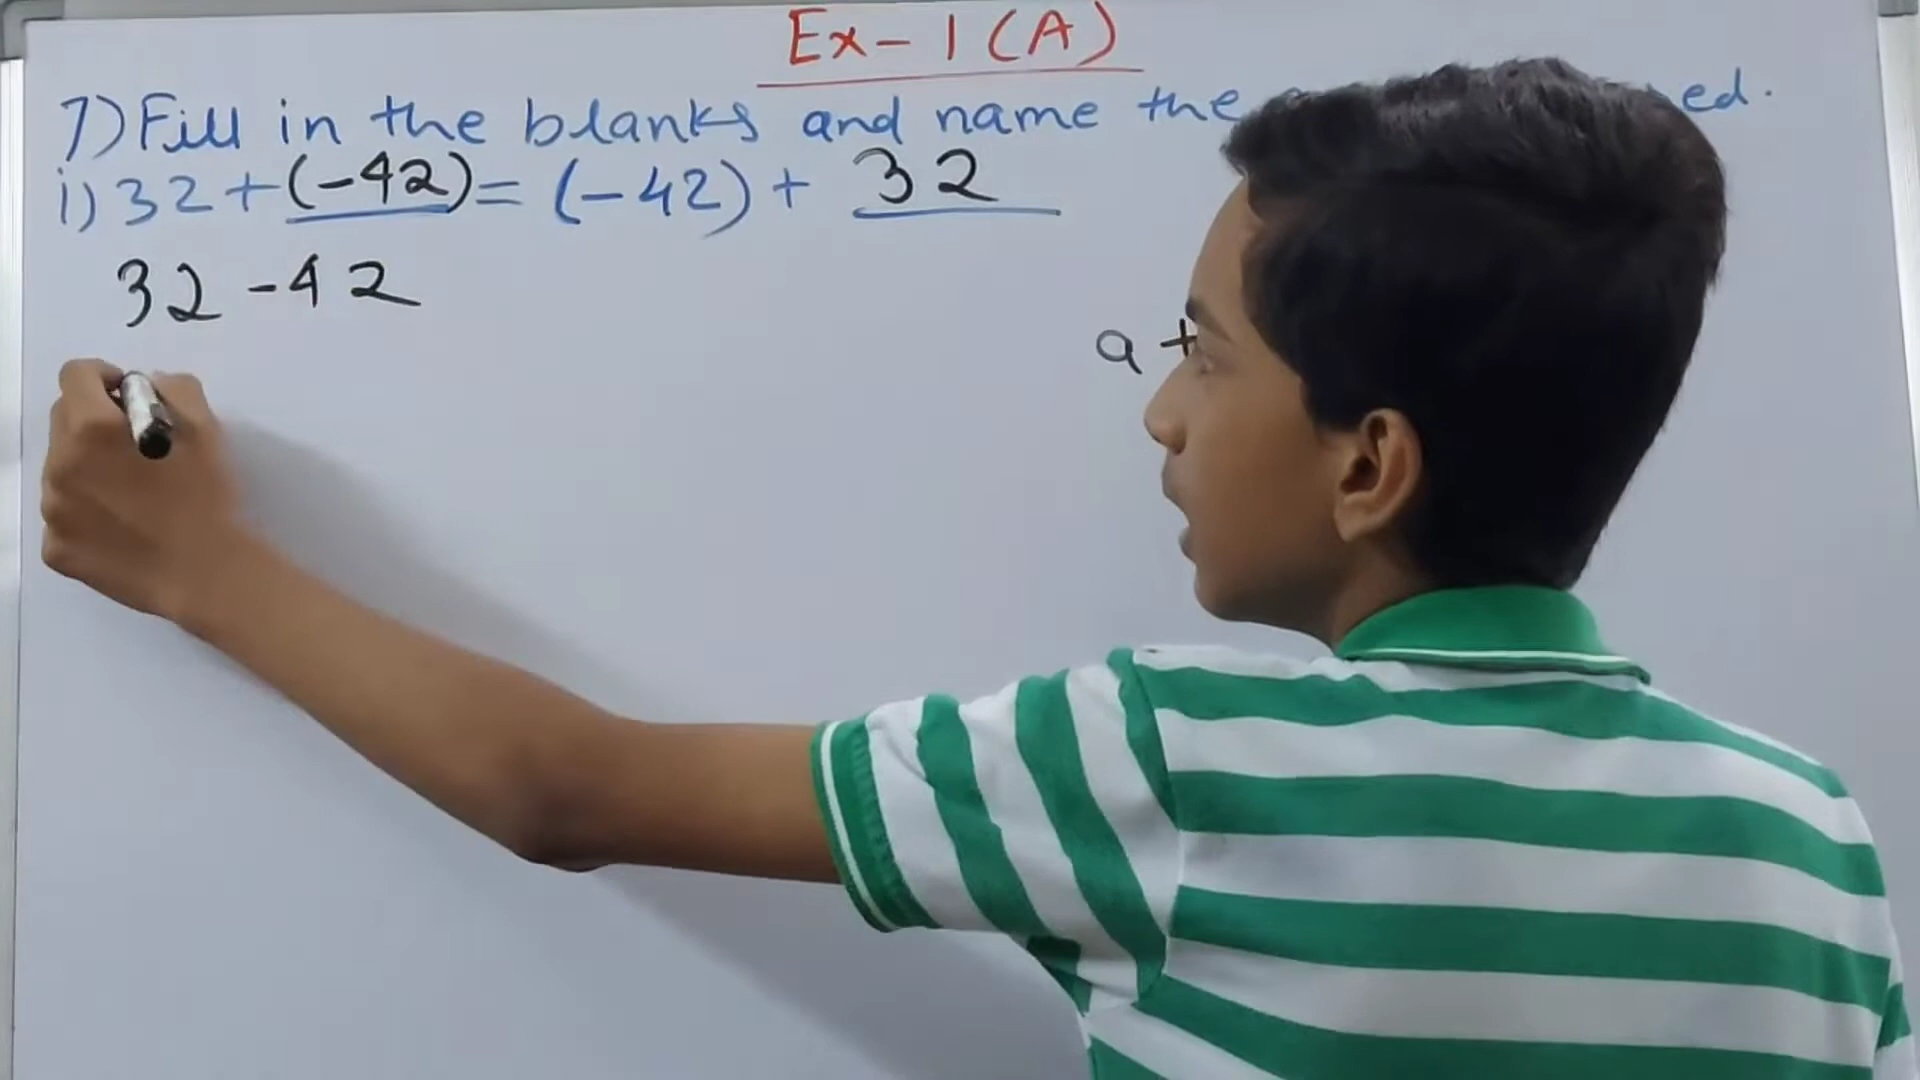 Ex-1(A)
7) Fill in the blanks and name the ed.
i) 32 + (-42) = (-42) + 32
32 -42
a +